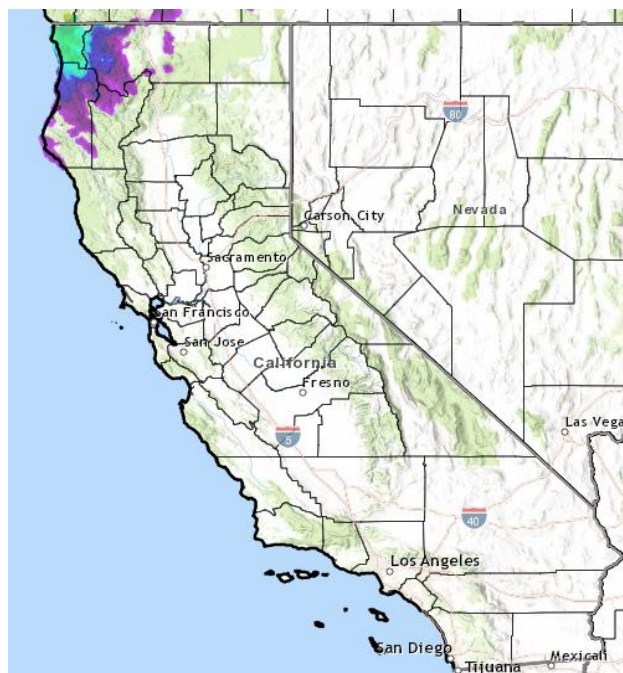 80
Carson City
Nevada
Sacramento
San Francisco
San Jose
California
Fresno
Las Vega
5
40
Los Angeles
San Diego
Mexicali
Tijuana